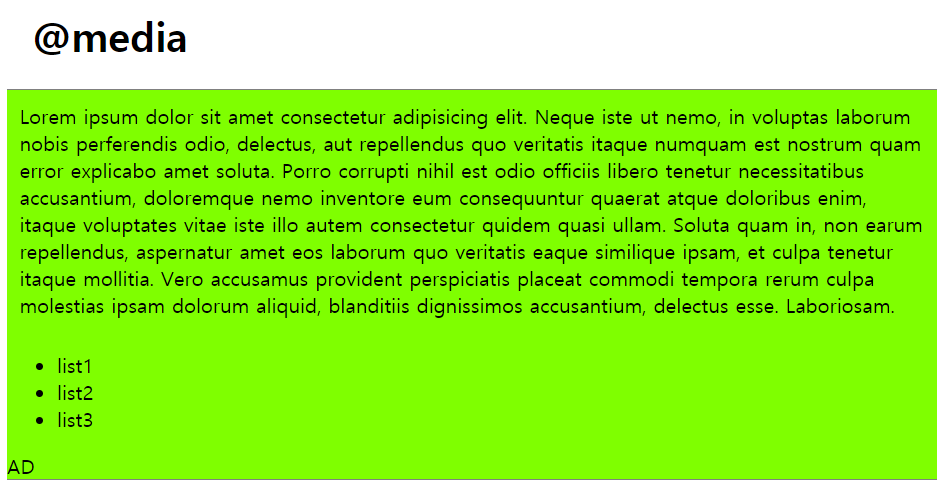 @media
Lorem ipsum dolor sit amet consectetur adipisicing elit. Neque iste ut nemo, in voluptas laborum
nobis perferendis odio, delectus, aut repellendus quo veritatis itaque numquam est nostrum quam
error explicabo amet soluta. Porro corrupti nihil est odio officiis libero tenetur necessitatibus
accusantium, doloremque nemo inventore eum consequuntur quaerat atque doloribus enim,
itaque voluptates vitae iste illo autem consectetur quidem quasi ullam. Soluta quam in, non earum
repellendus, aspernatur amet eos laborum quo veritatis eaque similique ipsam, et culpa tenetur
itaque mollitia. Vero accusamus provident perspiciatis placeat commodi tempora rerum culpa
molestias ipsam dolorum aliquid, blanditiis dignissimos accusantium, delectus esse. Laboriosam.
• list1
• list2
• list3
AD